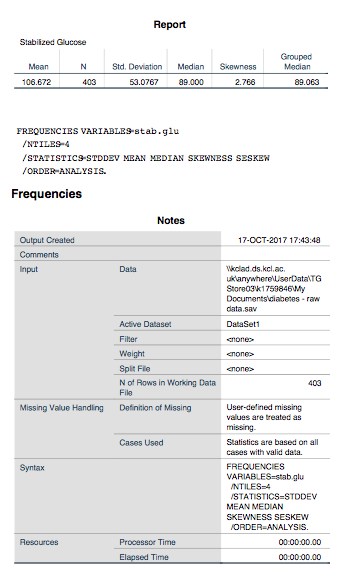 Report
Stabilized Glucose
Mean N Std. Deviation Median Skewness Grouped Median
106.672 403 53.0767 89.000 2.766 89.063
FREQUENCIES VARIABLES=stab.glu
/NTILES=4
/STATISTICS=STDDEV MEAN MEDIAN SKEWNESS SESKEW
/ORDER=ANALYSIS.
Frequencies
Notes
Output Created 17-OCT-2017 17:43:48
Comments
Input Data \\kclad.ds.kcl.ac.
uk\anywhere\UserData\TG
Store03\k1759846\My
Documents\diabetes - raw
data.sav
Active Dataset DataSet1
Filter <none>
Weight <none>
Split File <none>
N of Rows in Working Data
File 403
Missing Value Handling Definition of Missing User-defined missing
values are treated as
missing.
Cases Used Statistics are based on all
cases with valid data.
Syntax FREQUENCIES
VARIABLES=stab.glu
/NTILES=4
/STATISTICS=STDDEV
MEAN MEDIAN
SKEWNESS SESKEW
/ORDER=ANALYSIS.
Resources Processor Time 00:00:00.00
Elapsed Time 00:00:00.00